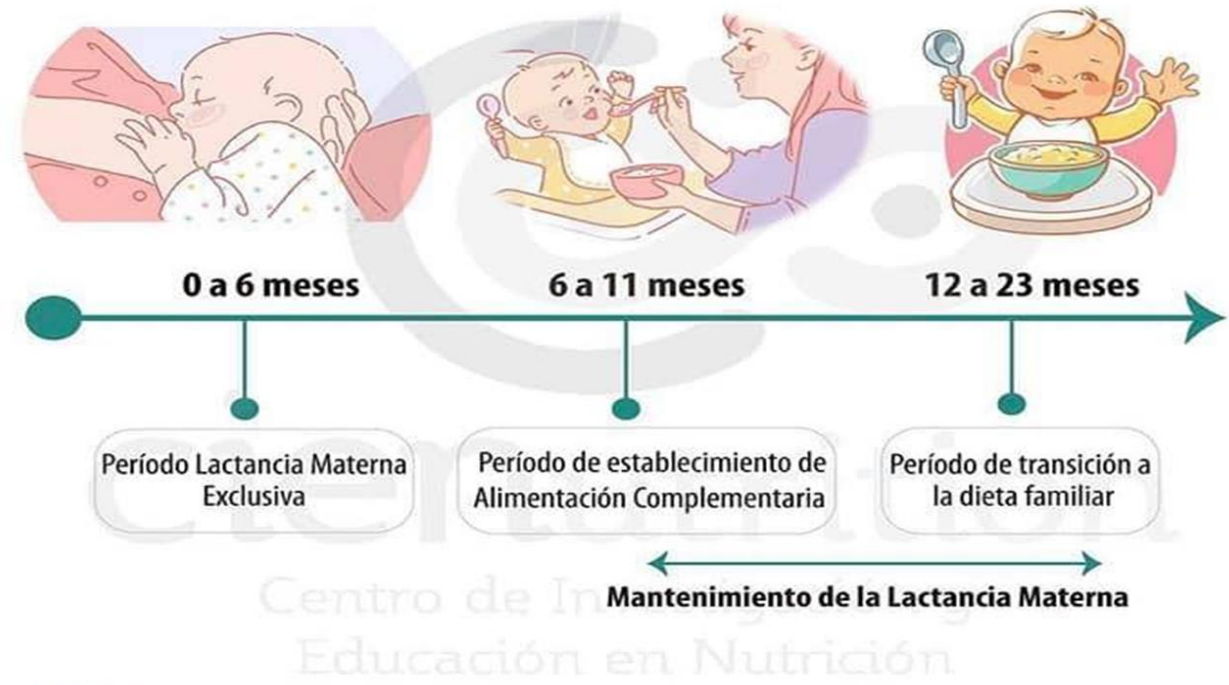 0 a 6 meses
6 a 11 meses
12 a 23 meses
Período Lactancia Materna
Exclusiva
Período de establecimiento de
Alimentación Complementaria
Período de transición a
la dieta familiar
Mantenimiento de la Lactancia Materna
cienutrition
Centro de In
Educación en Nutrición